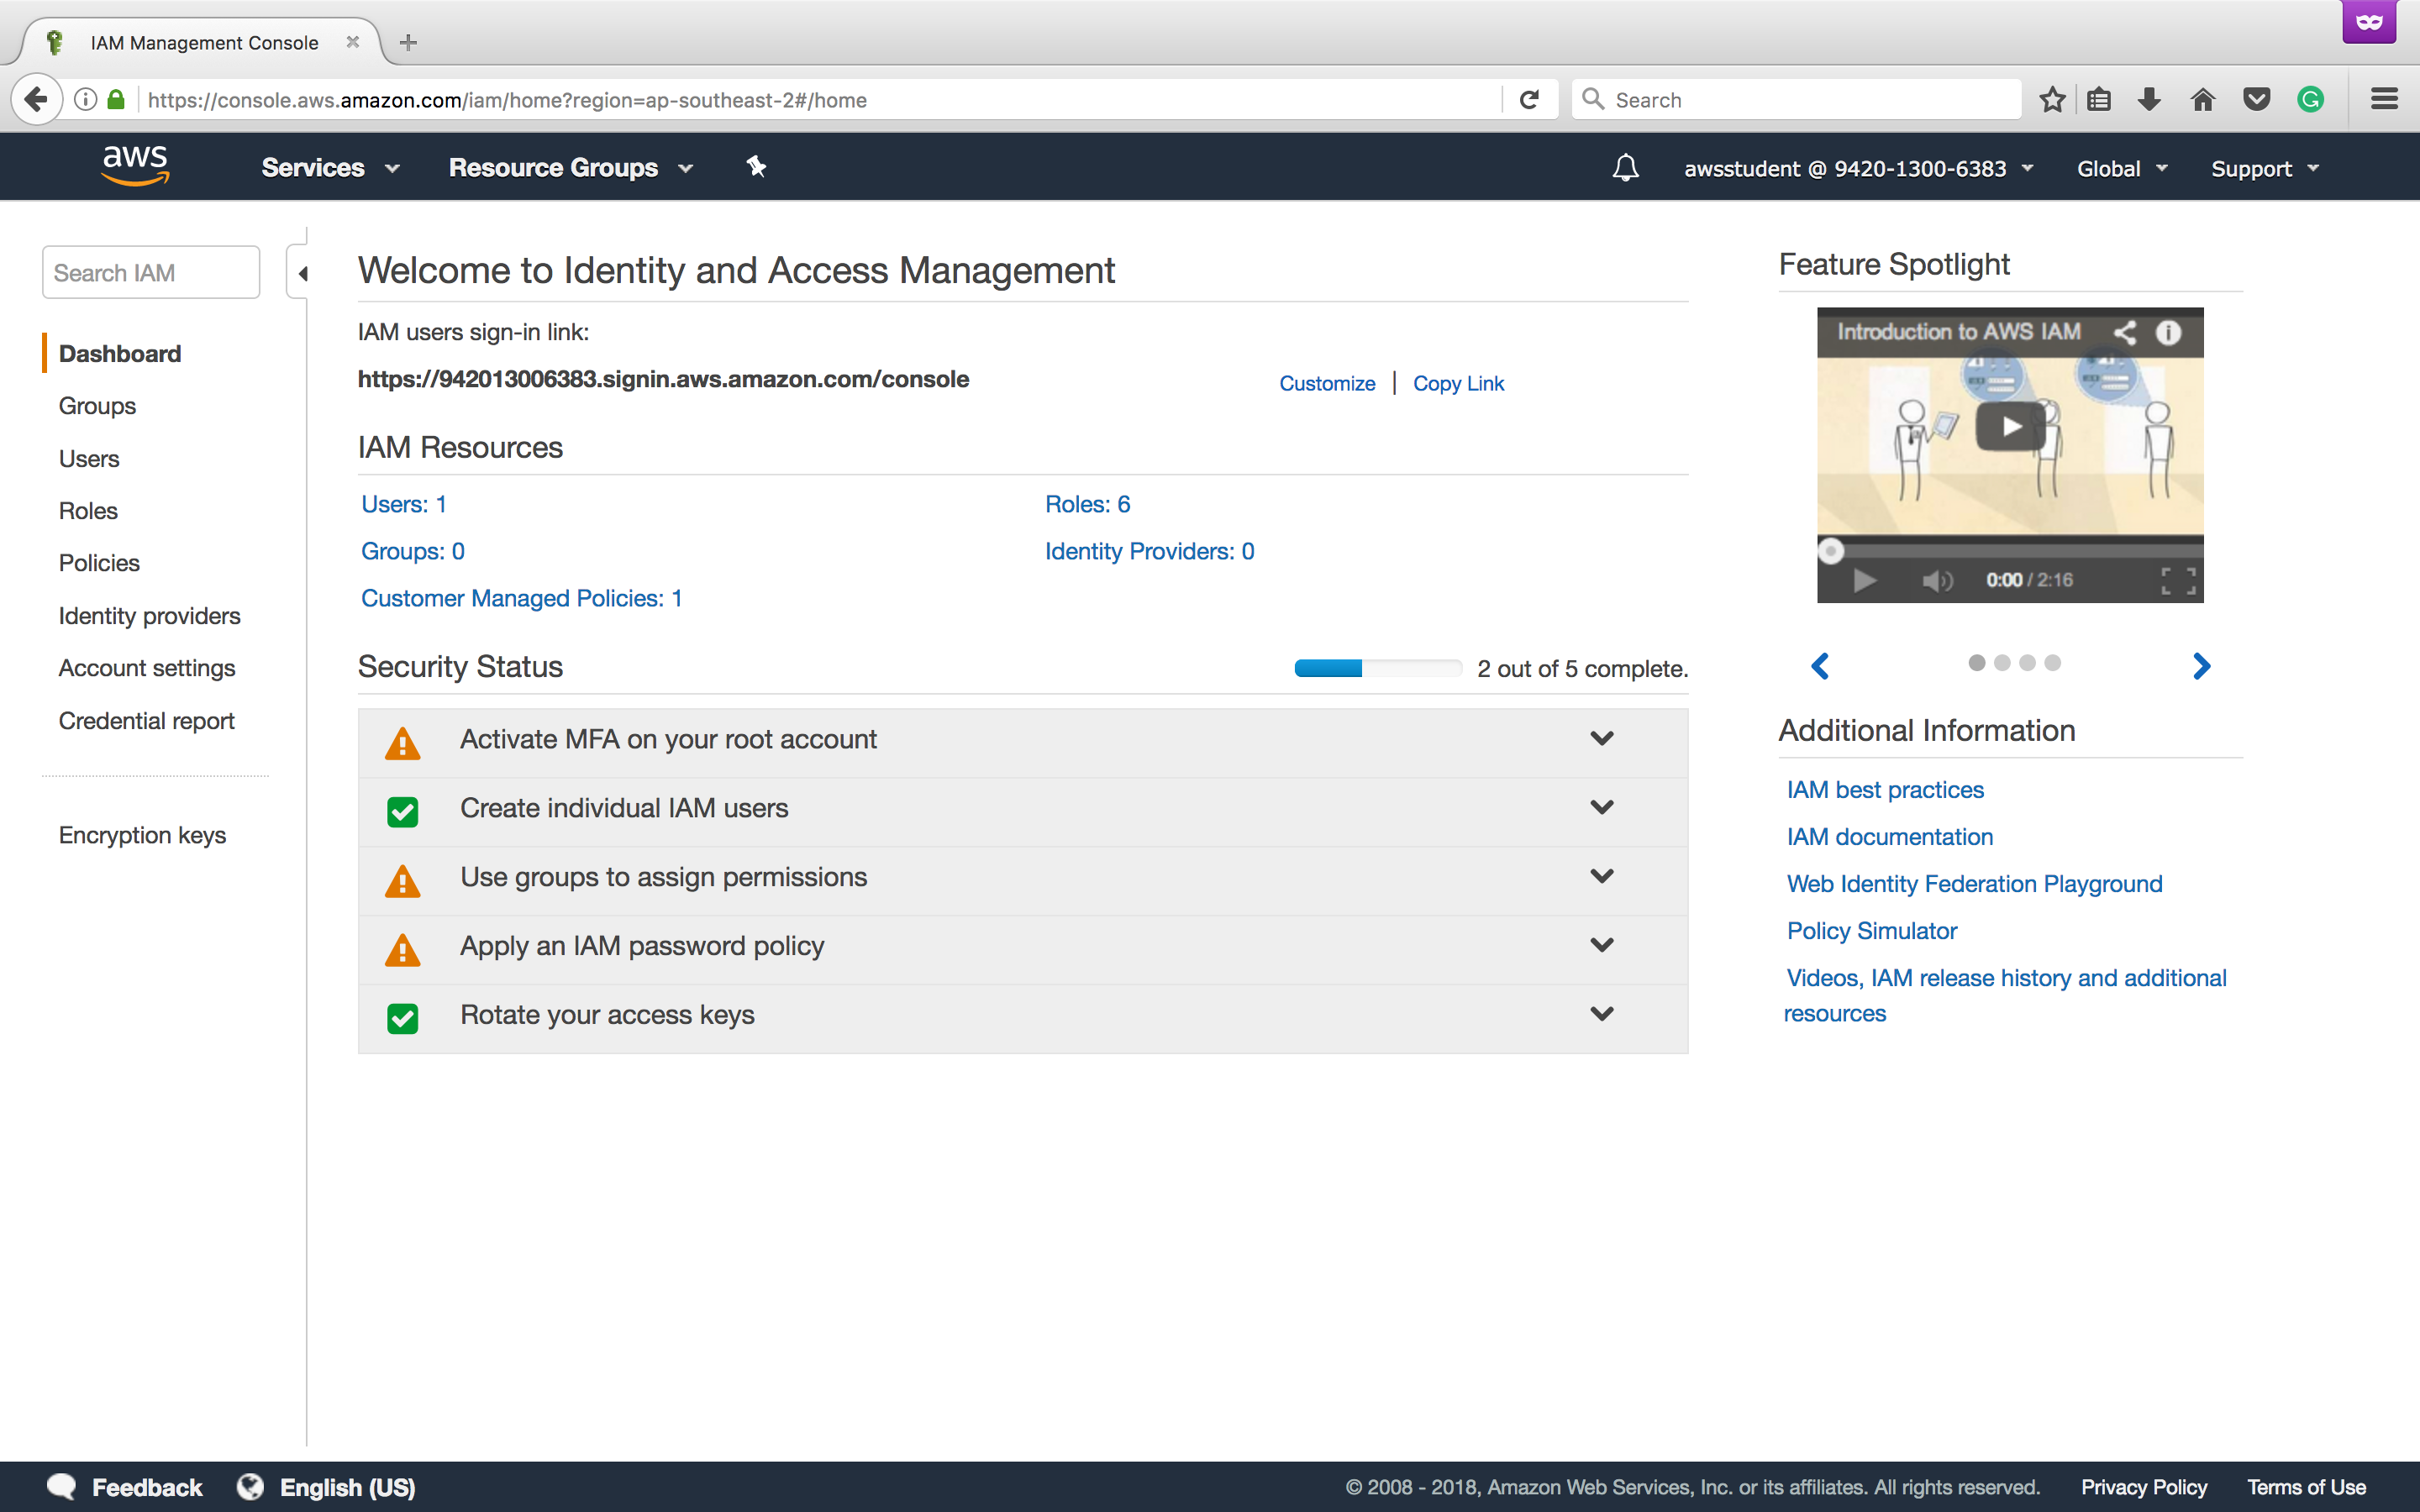 IAM Management Console
https://console.aws.amazon.com/iam/home?region=ap-southeast-2#/home
Search
aws
Services
Resource Groups
awsstudent @ 9420-1300-6383
Global
Support
Search IAM
Dashboard
Groups
Users
Roles
Policies
Identity providers
Account settings
Credential report
Encryption keys
Welcome to Identity and Access Management
IAM users sign-in link:
https://942013006383.signin.aws.amazon.com/console
Customize | Copy Link
IAM Resources
Users: 1
Roles: 6
Groups: 0
Identity Providers: 0
Customer Managed Policies: 1
Security Status
2 out of 5 complete.
Activate MFA on your root account
Create individual IAM users
Use groups to assign permissions
Apply an IAM password policy
Rotate your access keys
Feature Spotlight
Introduction to AWS IAM
0:00 / 2:16
Additional Information
IAM best practices
IAM documentation
Web Identity Federation Playground
Policy Simulator
Videos, IAM release history and additional
resources
Feedback
English (US)
© 2008 - 2018, Amazon Web Services, Inc. or its affiliates. All rights reserved.
Privacy Policy
Terms of Use